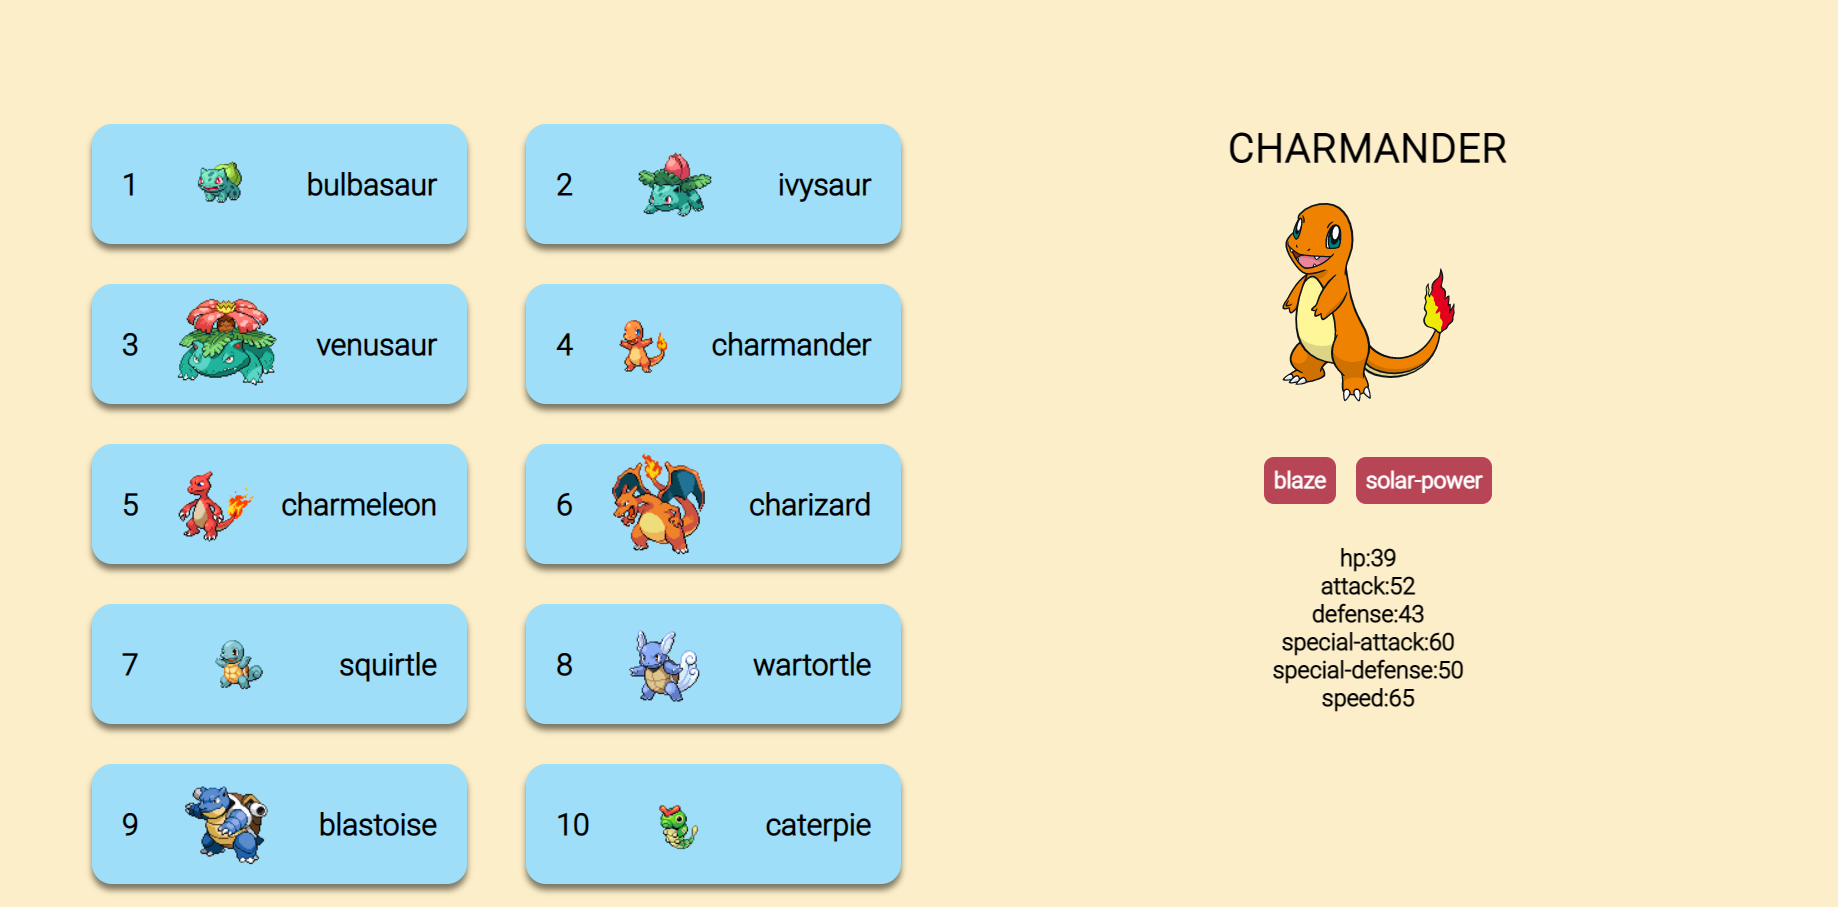 1 bulbasaur
2 ivysaur
3 venusaur
4 charmander
5 charmeleon
6 charizard
7 squirtle
8 wartortle
9 blastoise
10 caterpie
CHARMANDER
blaze solar-power
hp:39
attack:52
defense:43
special-attack:60
special-defense:50
speed:65